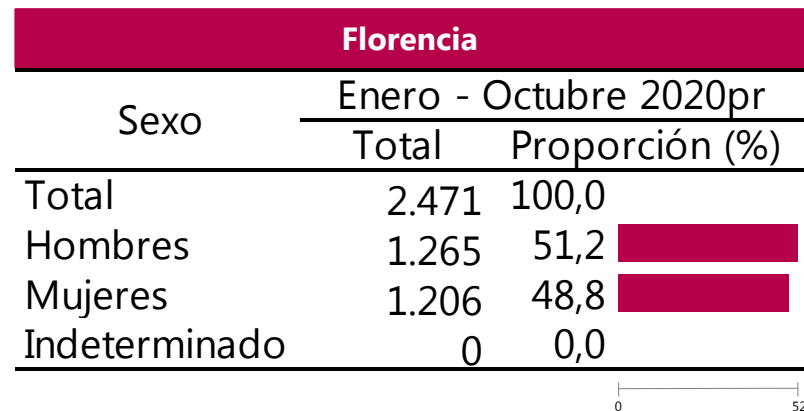 Florencia
Sexo
Enero - Octubre 2020pr
Total Proporción (%)
Total 2.471 100,0
Hombres 1.265 51,2
Mujeres 1.206 48,8
Indeterminado 0 0,0
0 52